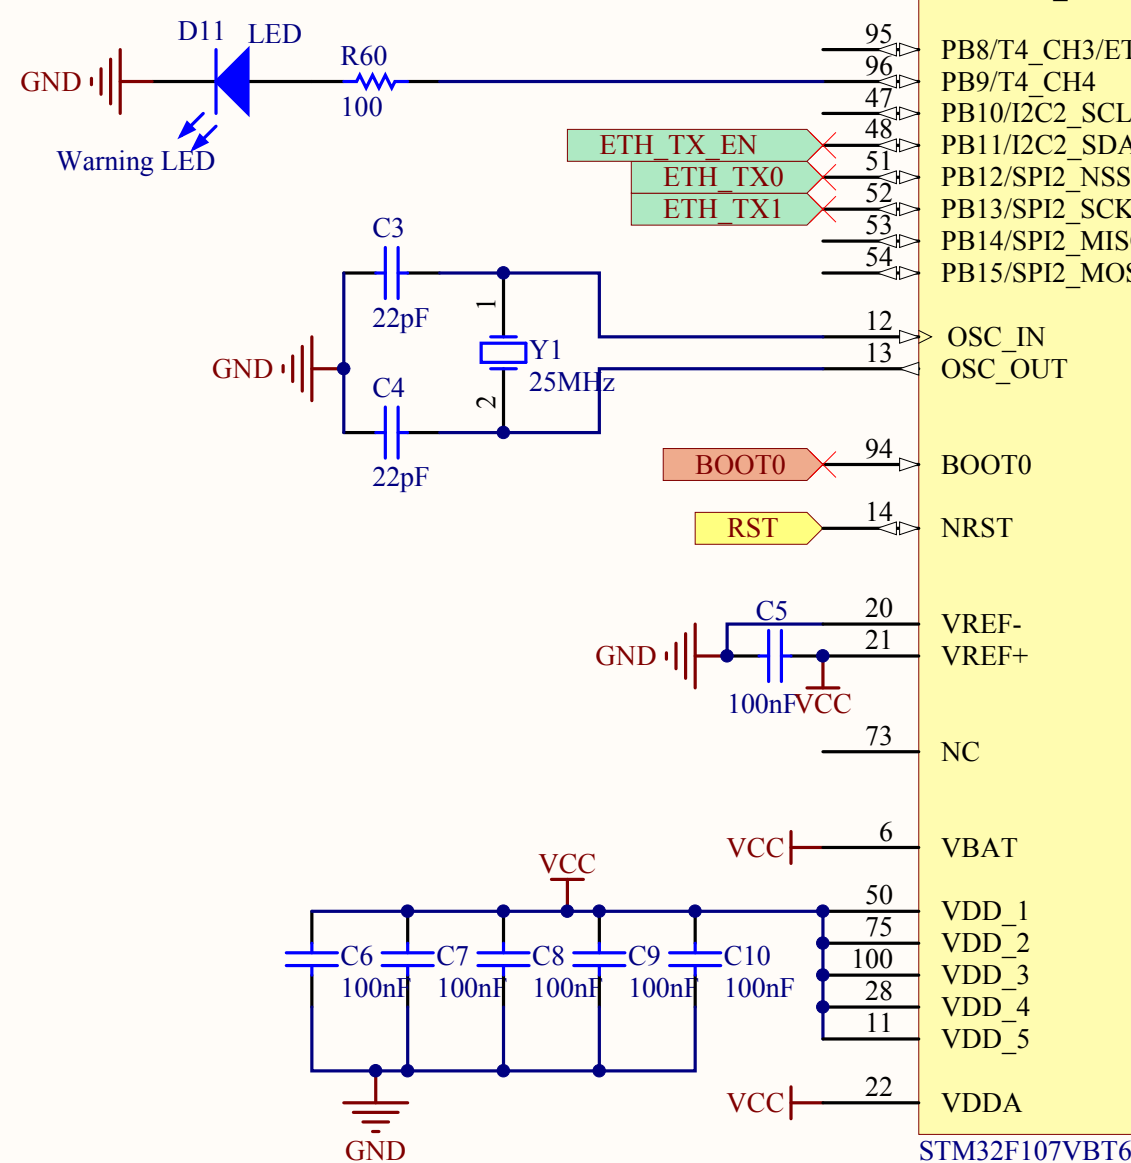 D11 LED
R60
GND
100
Warning LED
95 PB8/T4_CH3/ET
96 PB9/T4_CH4
47 PB10/I2C2_SCL
ETH_TX_EN 48 PB11/I2C2_SDA
ETH_TX0 51 PB12/SPI2_NSS
ETH_TX1 52 PB13/SPI2_SCK
53 PB14/SPI2_MISO
54 PB15/SPI2_MOS
C3
22pF
1
12 OSC_IN
Y1
GND
25MHz
13 OSC_OUT
C4
2
22pF
BOOT0 94 BOOT0
RST 14 NRST
C5
20 VREF-
GND
21 VREF+
100nF
VCC
73 NC
VCC 6 VBAT
VCC
50 VDD_1
75 VDD_2
C6 C7 C8 C9 C10
100 VDD_3
100nF 100nF 100nF 100nF 100nF
28 VDD_4
11 VDD_5
VCC 22 VDDA
GND
STM32F107VBT6